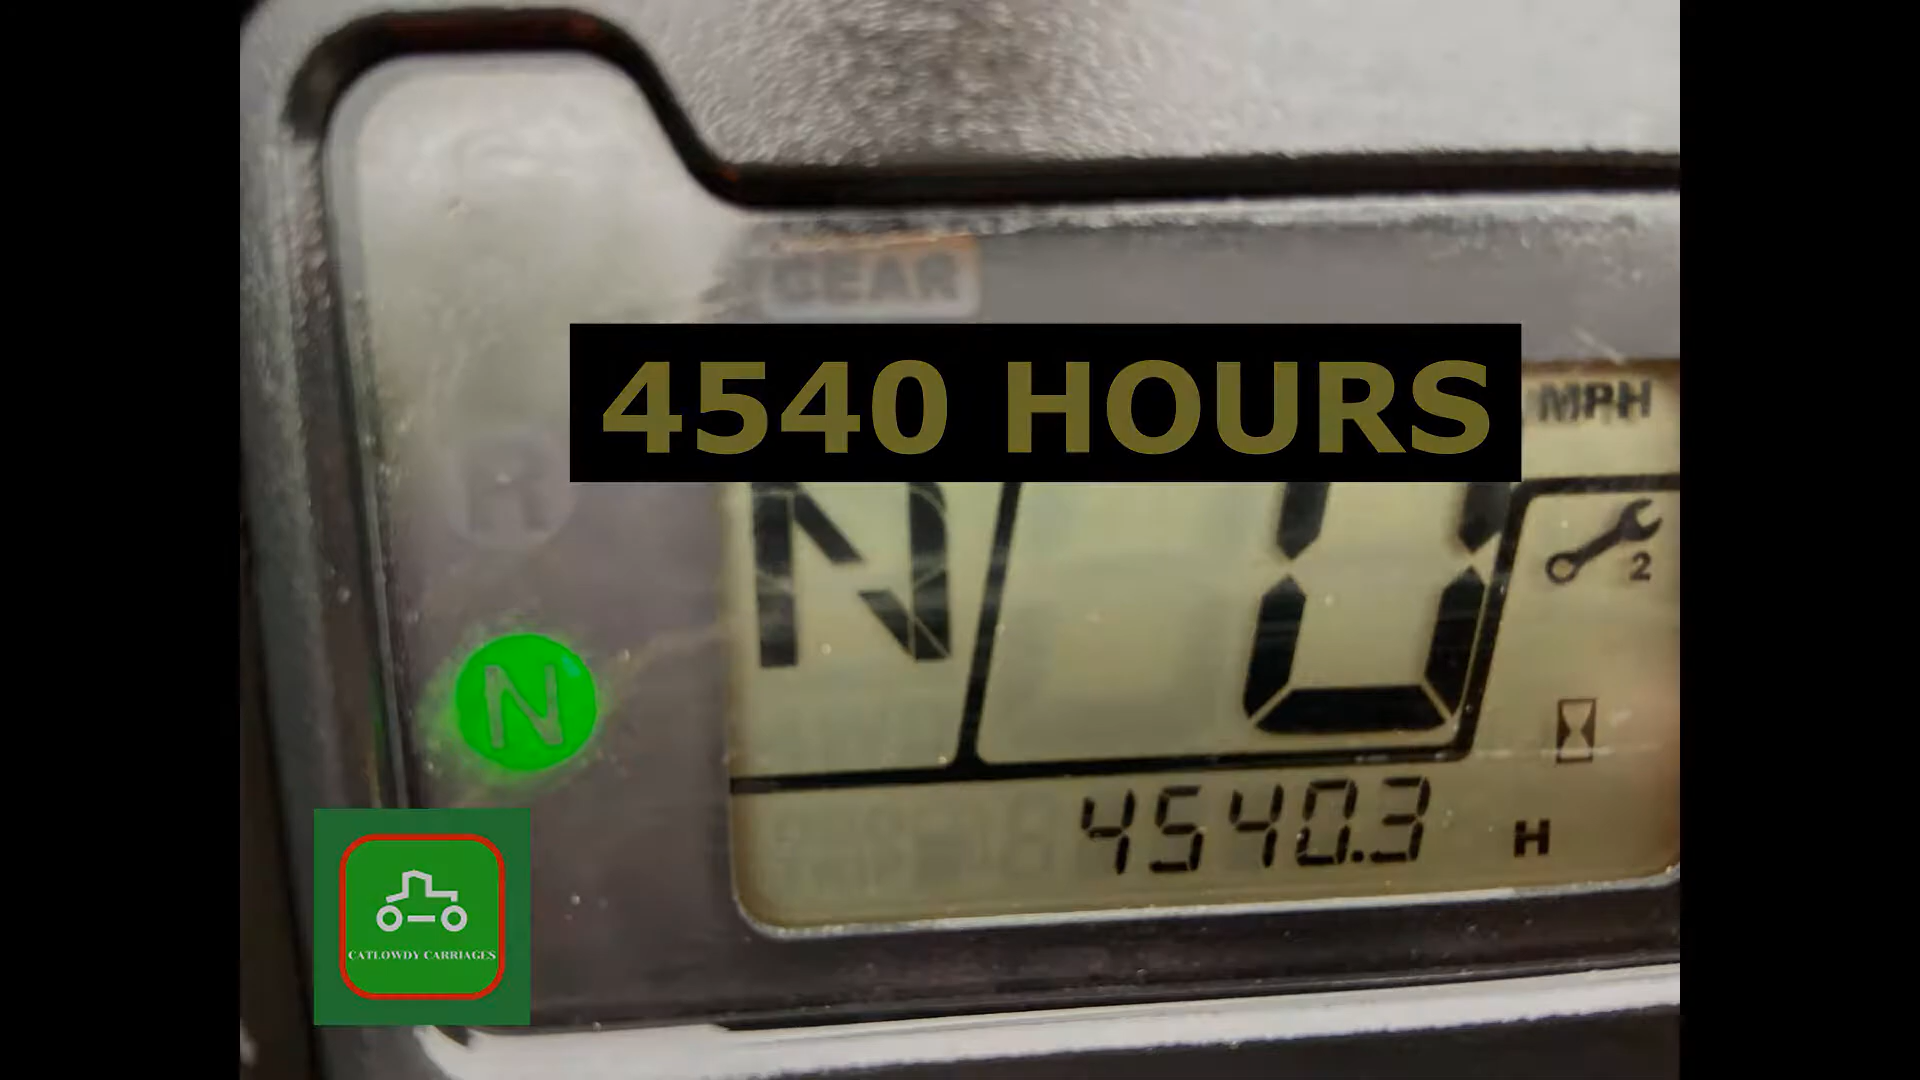 GEAR
4540 HOURS
MPH
R
N
0
2
N
4540.3 H
CATLOWDY CARRIAGES